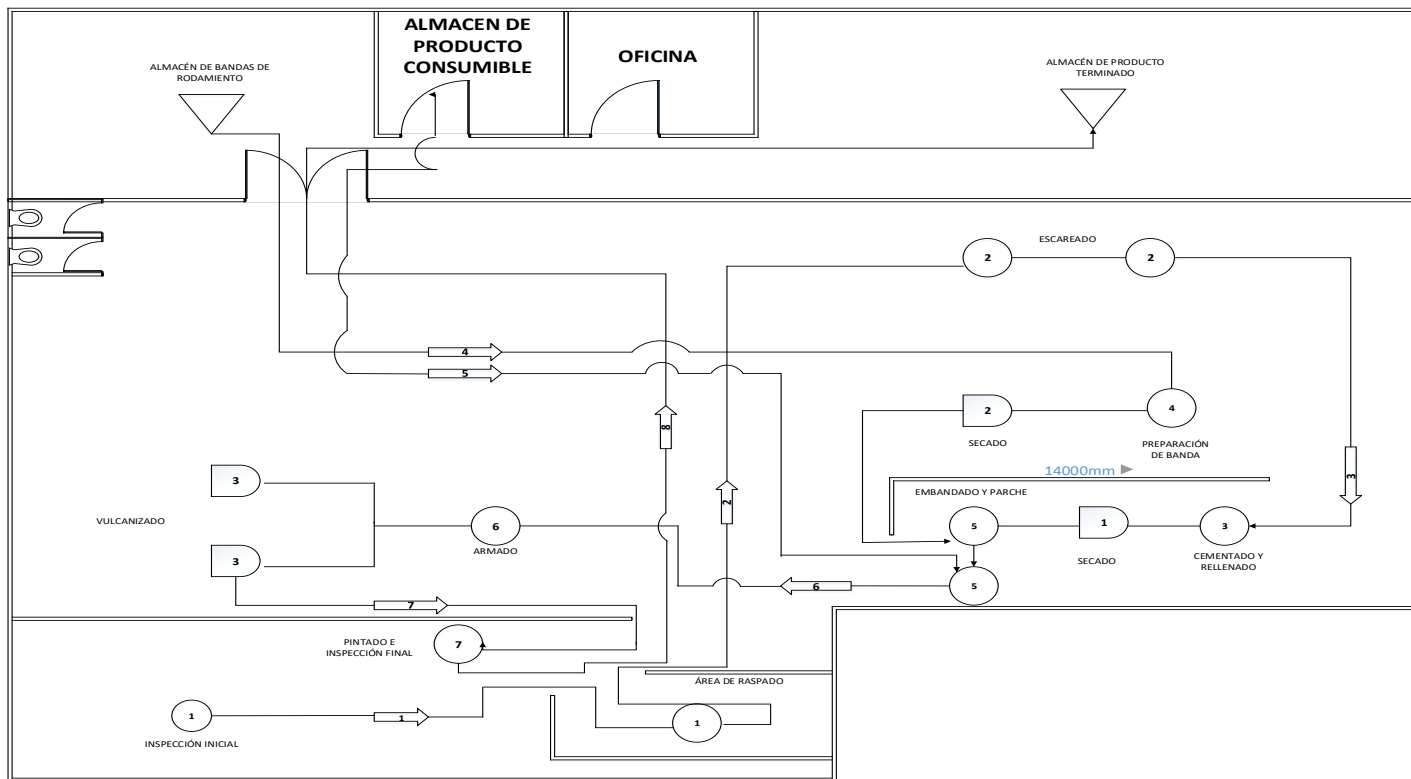 ALMACEN DE
PRODUCTO
CONSUMIBLE
OFICINA
ALMACÉN DE BANDAS DE
RODAMIENTO
ALMACÉN DE PRODUCTO
TERMINADO
ESCAREADO
2
2
4
5
2
4
SECADO
PREPARACIÓN
DE BANDA
14000mm
8
3
3
2
EMBANDADO Y PARCHE
VULCANIZADO
6
5
1
3
ARMADO
SECADO
CEMENTADO Y
RELLENADO
3
5
6
7
PINTADO E
INSPECCIÓN FINAL
7
ÁREA DE RASPADO
1
1
1
INSPECCIÓN INICIAL